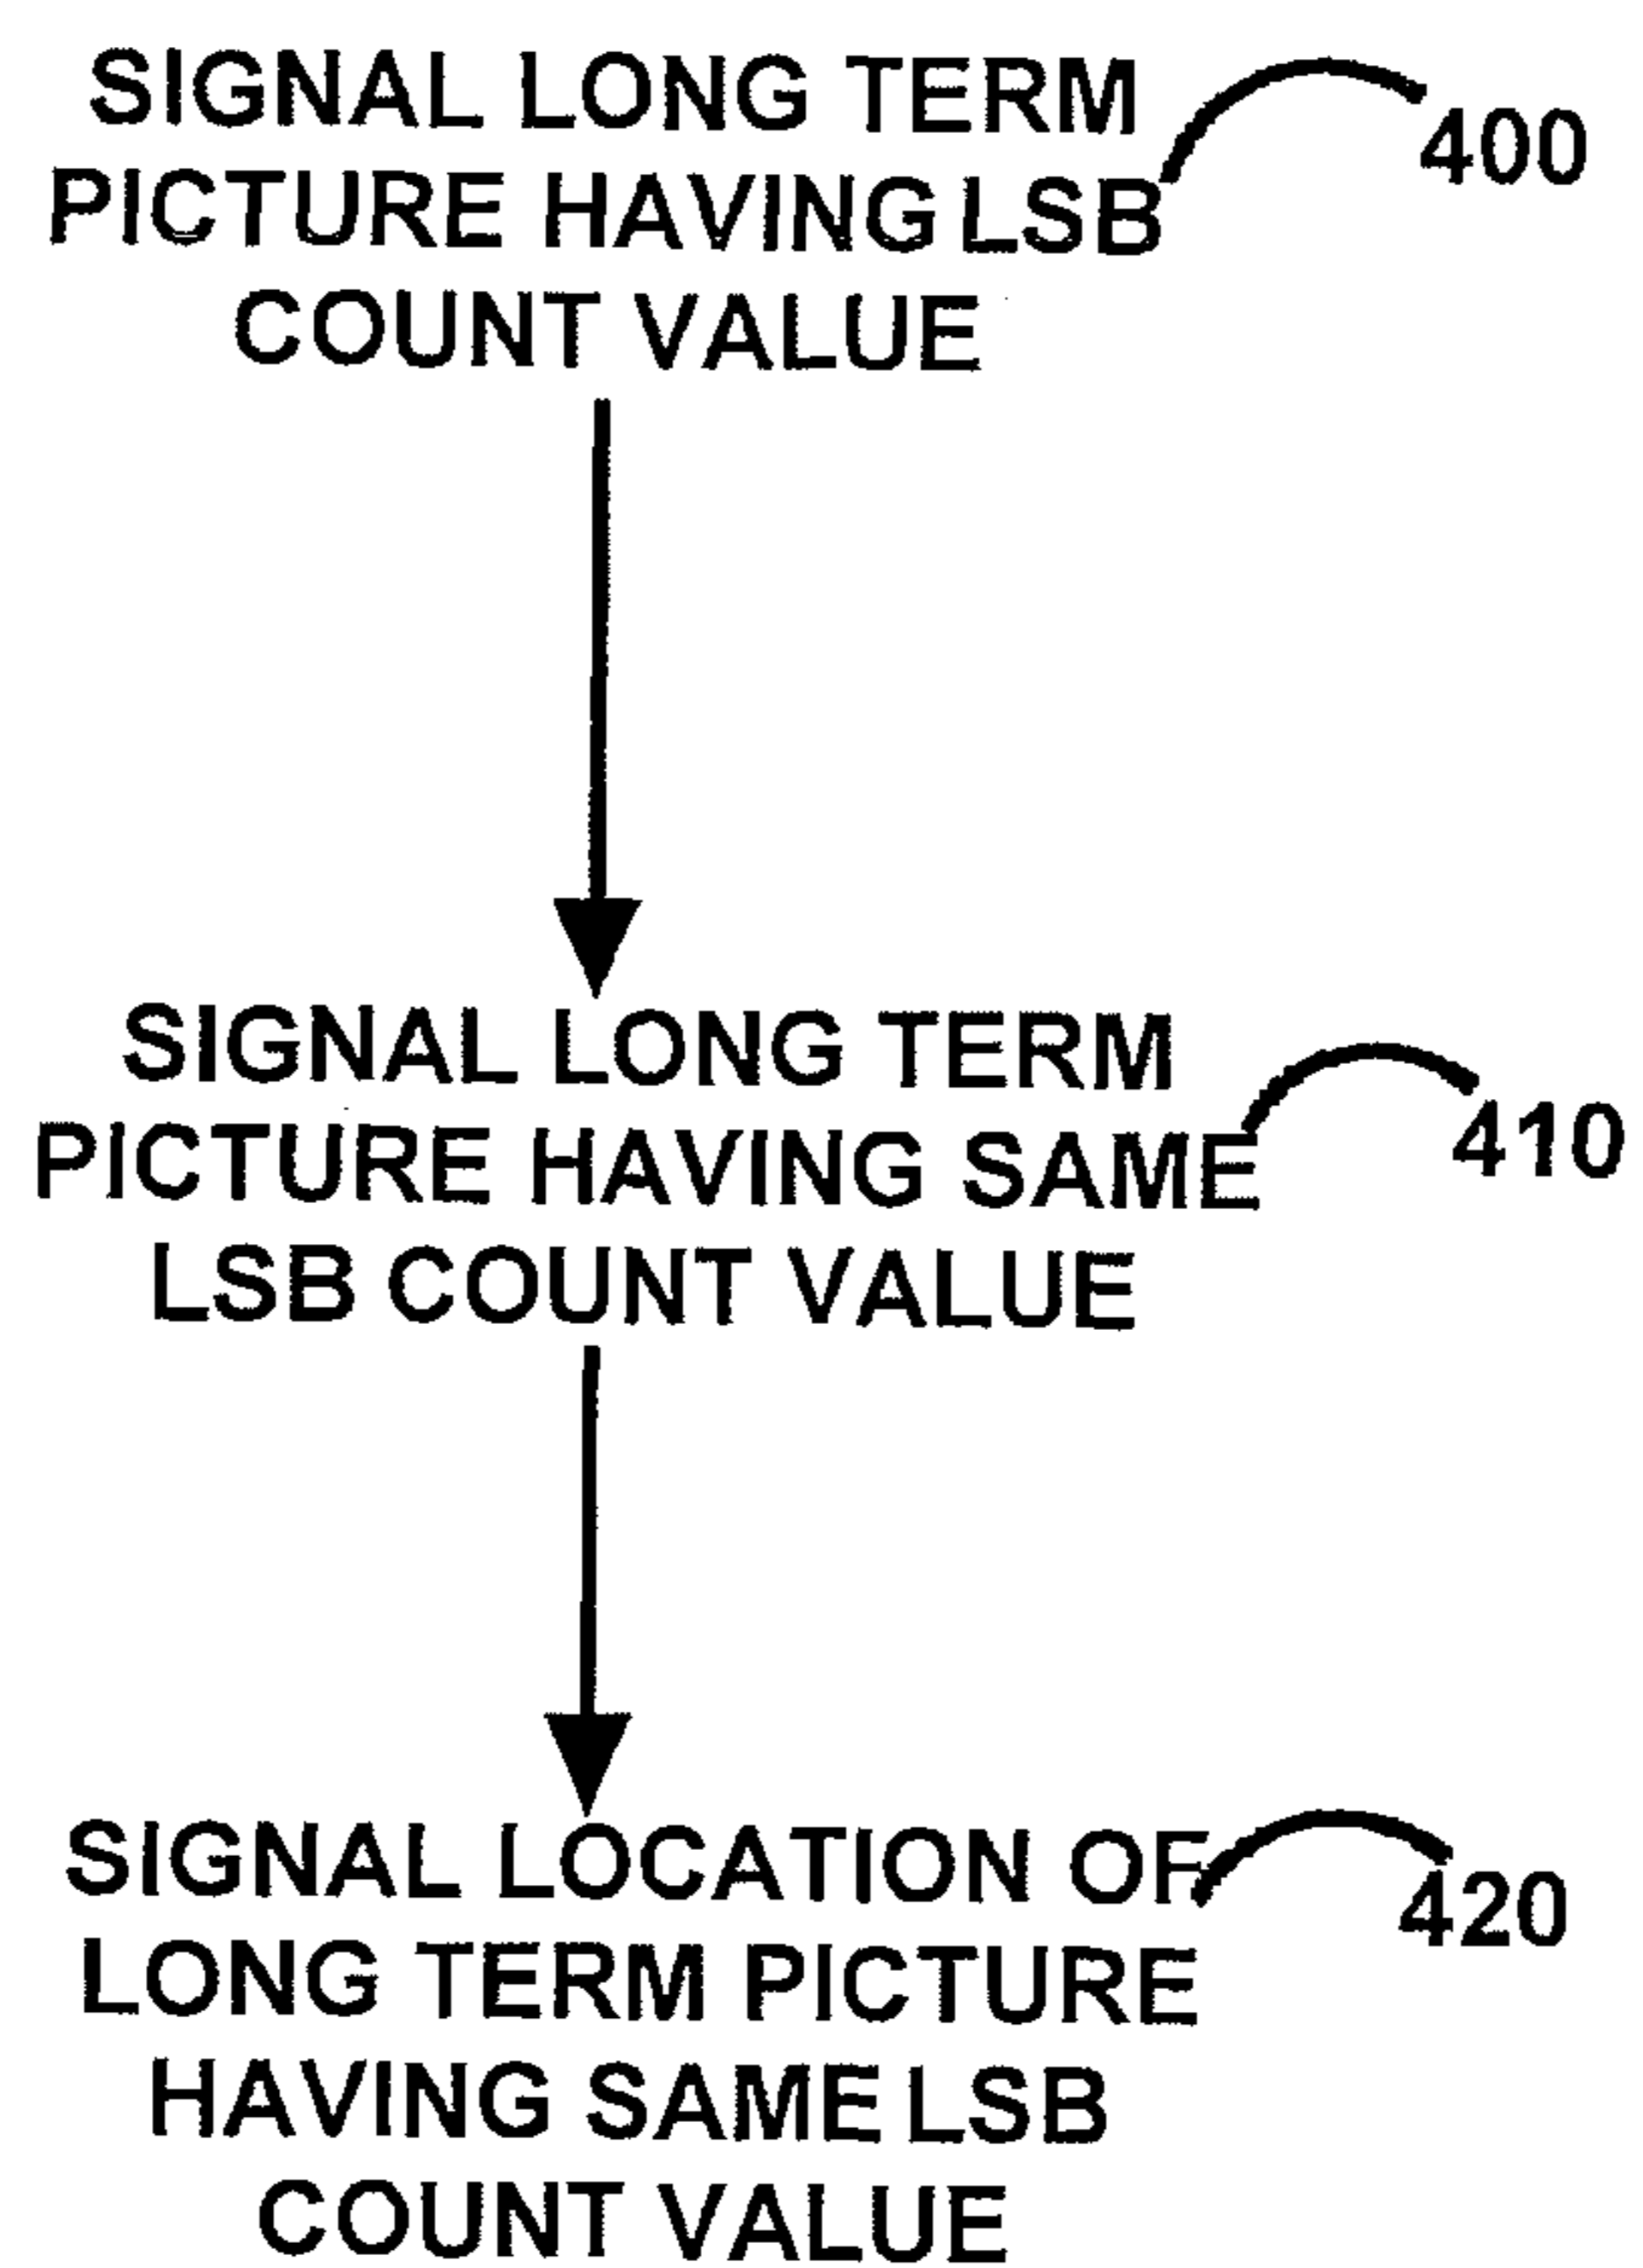 SIGNAL LONG TERM
PICTURE HAVING LSB
COUNT VALUE
400
SIGNAL LONG TERM
PICTURE HAVING SAME
LSB COUNT VALUE
410
SIGNAL LOCATION OF
LONG TERM PICTURE
HAVING SAME LSB
COUNT VALUE
420